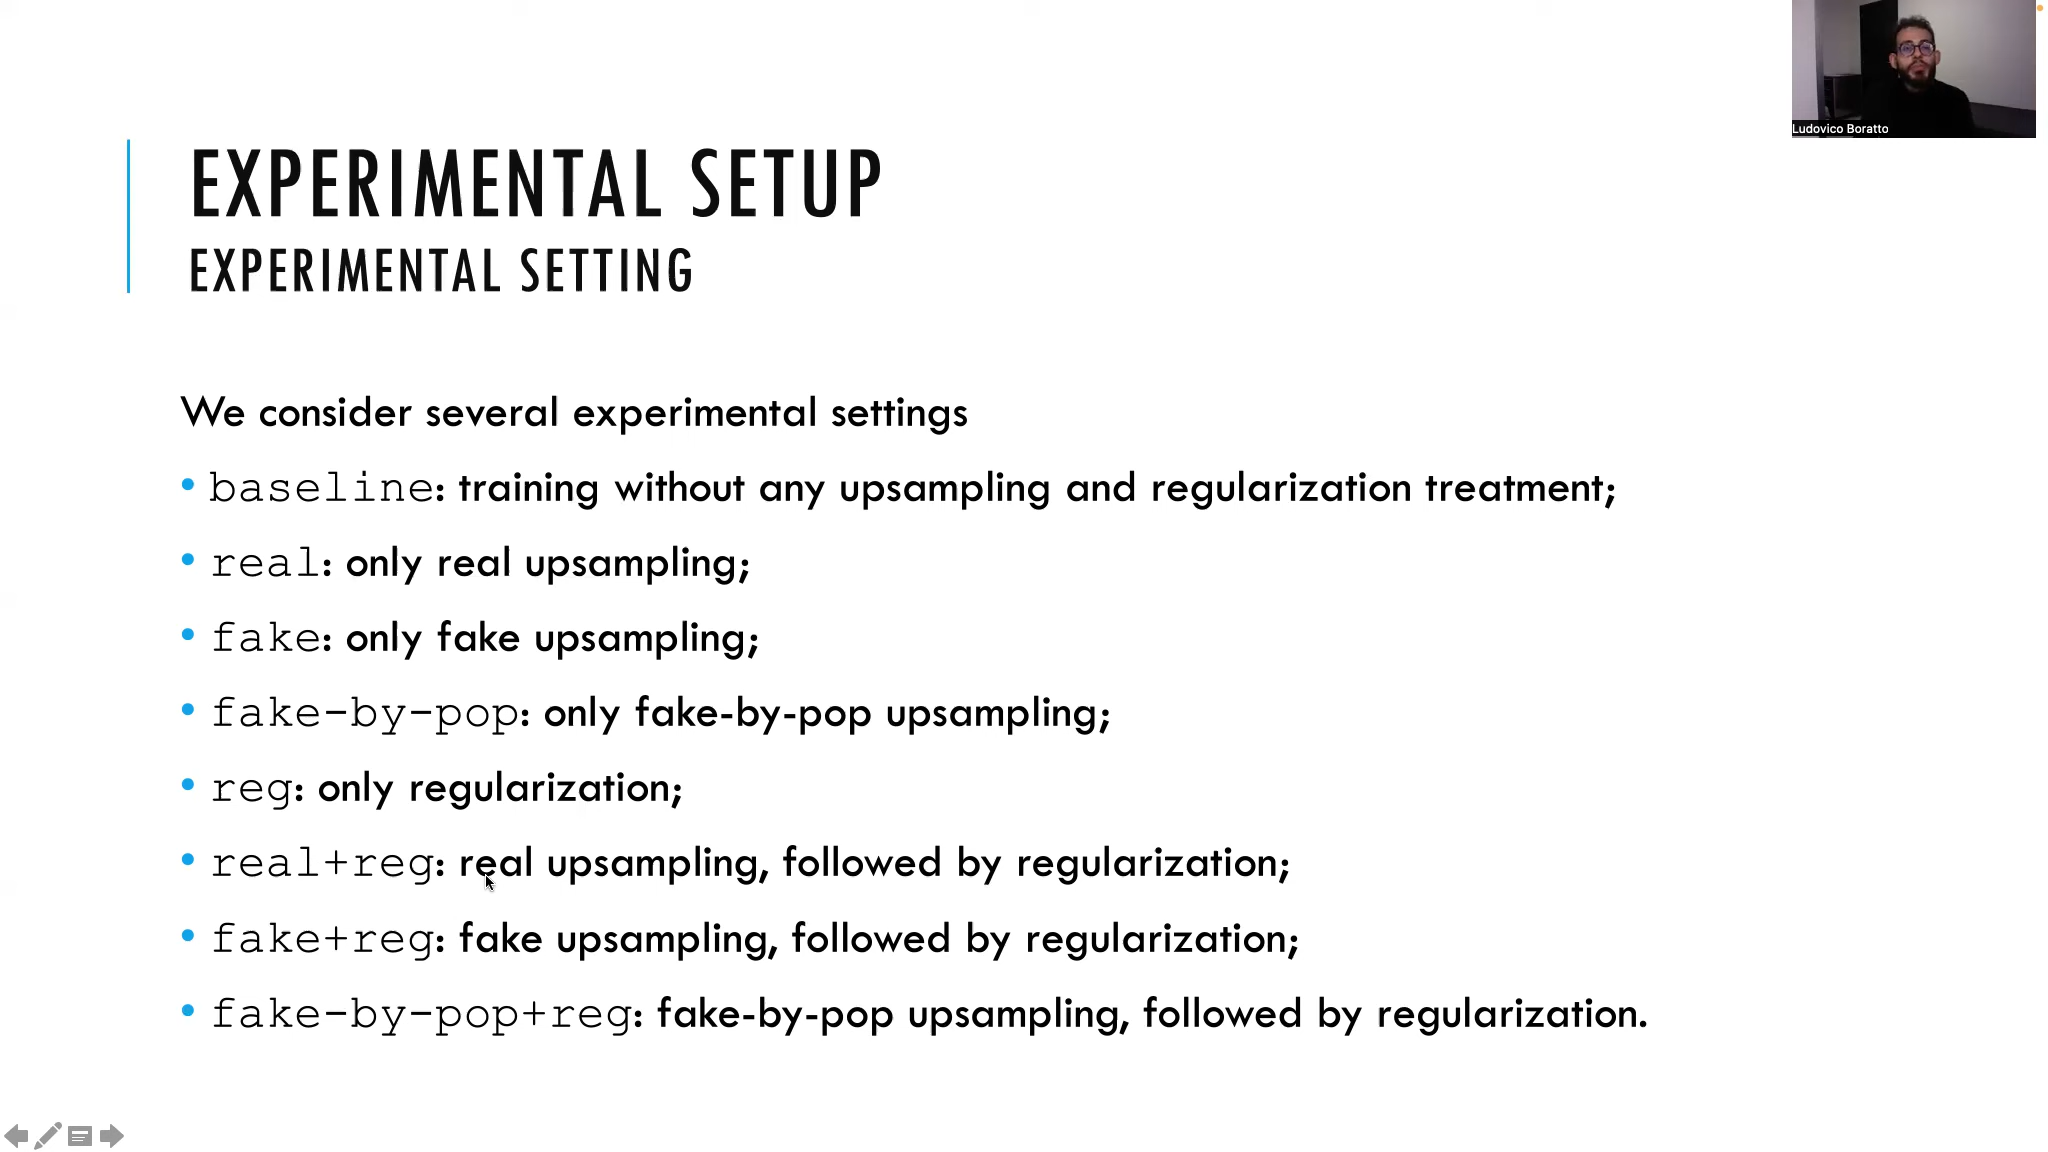 Ludovico Boratto
EXPERIMENTAL SETUP
EXPERIMENTAL SETTING
We consider several experimental settings
• baseline: training without any upsampling and regularization treatment;
• real: only real upsampling;
• fake: only fake upsampling;
• fake-by-pop: only fake-by-pop upsampling;
• reg: only regularization;
• real+reg: real upsampling, followed by regularization;
• fake+reg: fake upsampling, followed by regularization;
• fake-by-pop+reg: fake-by-pop upsampling, followed by regularization.